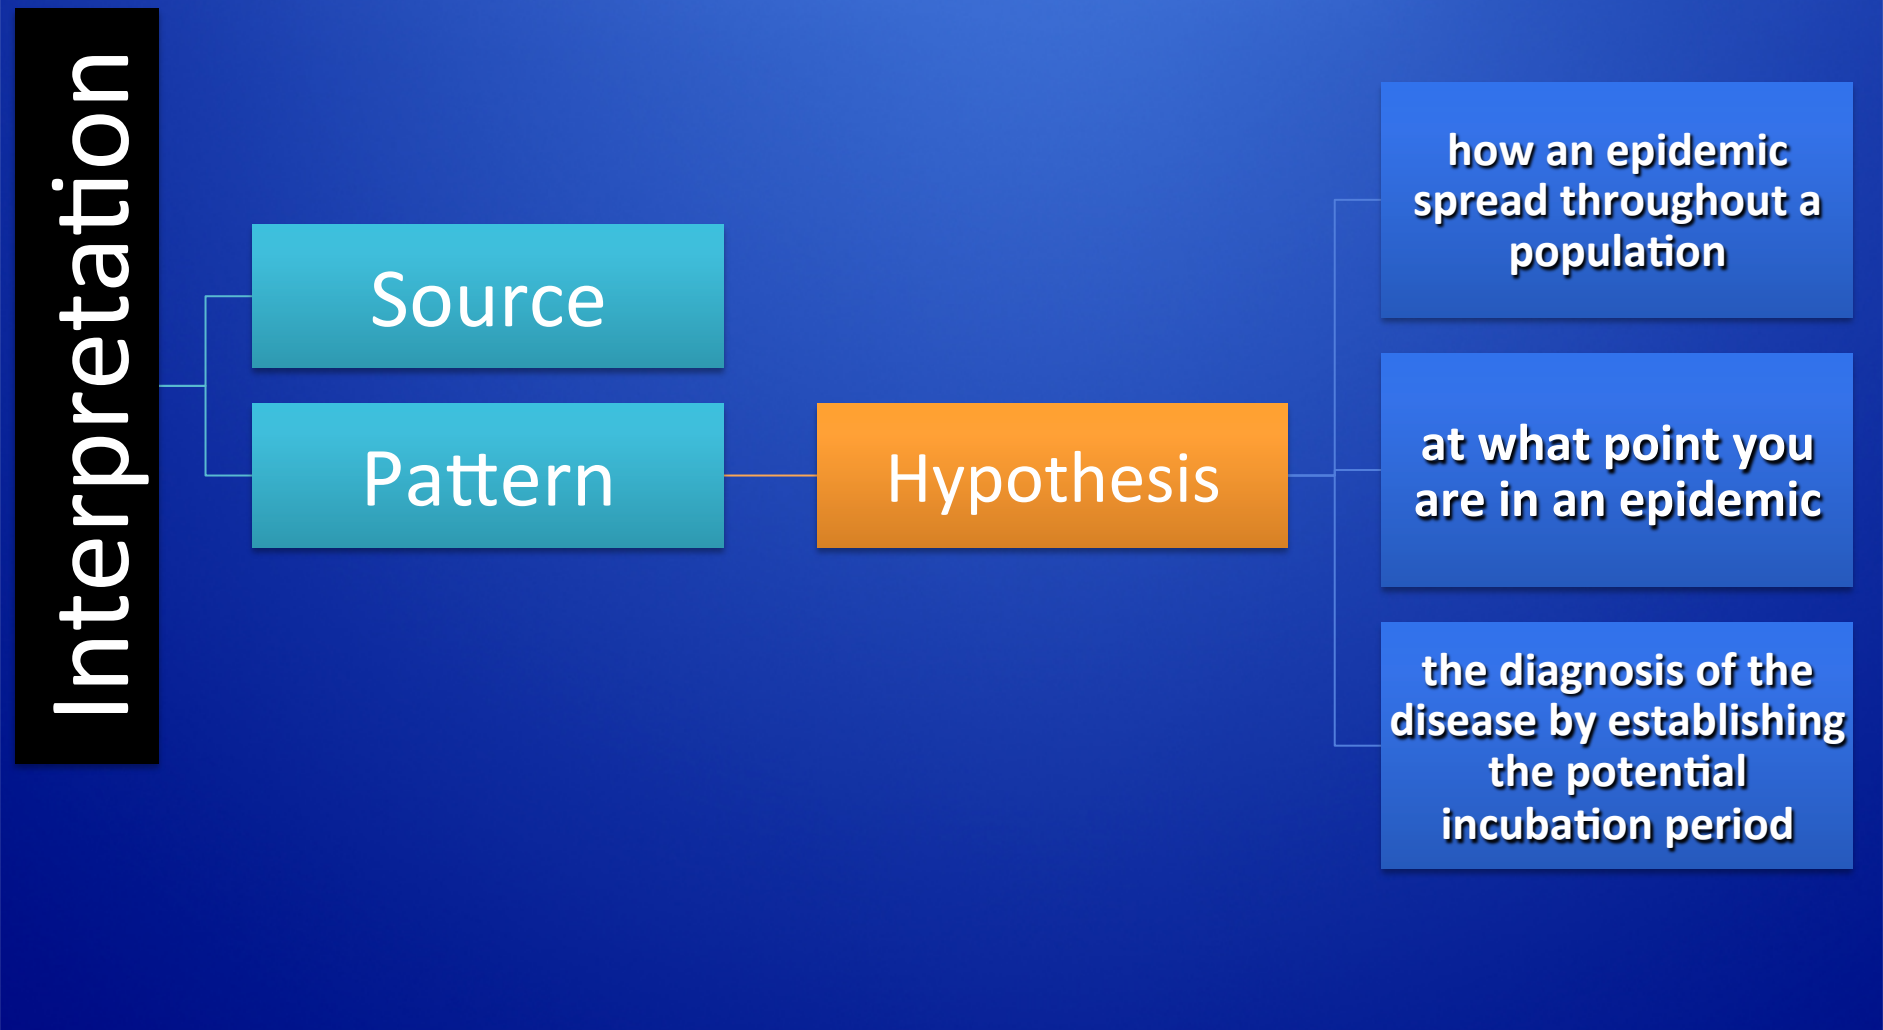 Interpretation
Source
Pattern
Hypothesis
how an epidemic
spread throughout a
population
at what point you
are in an epidemic
the diagnosis of the
disease by establishing
the potential
incubation period